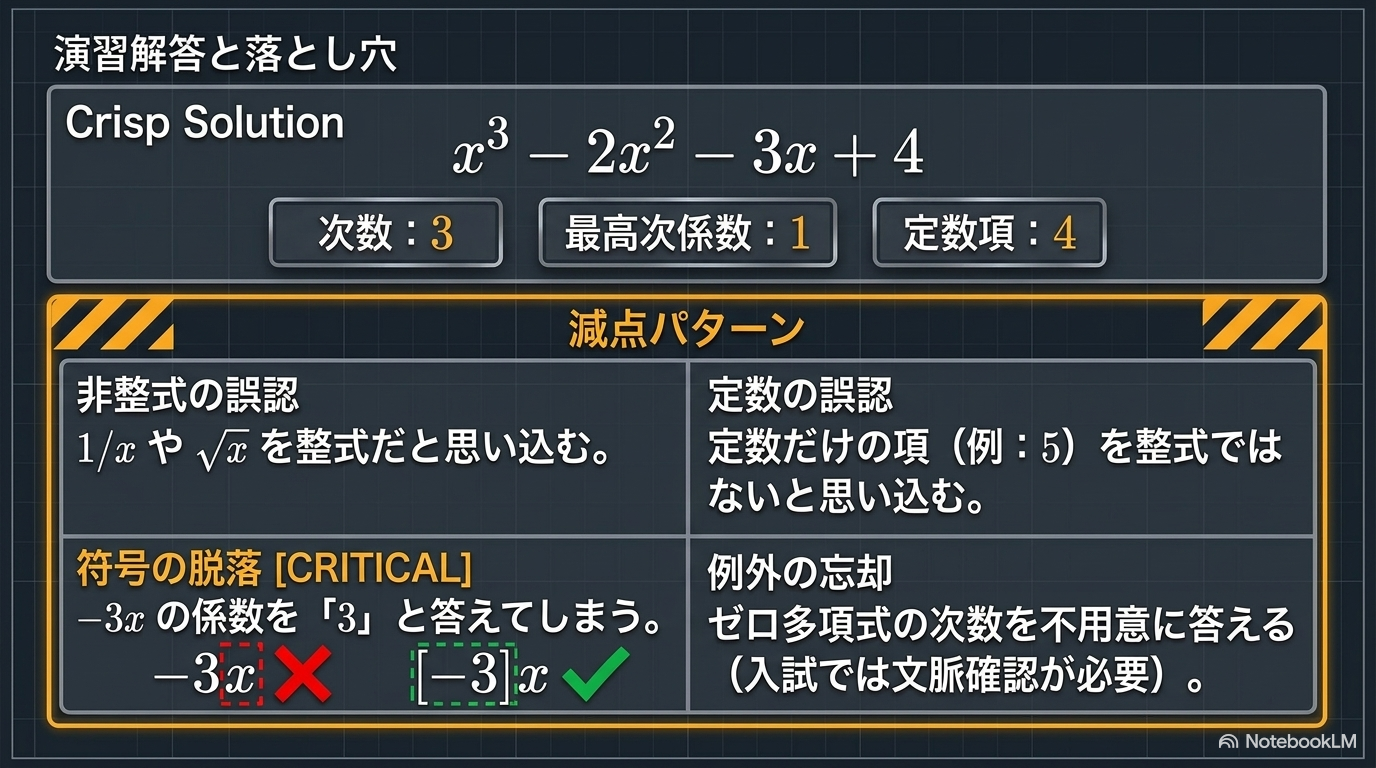 演習解答と落とし穴
Crisp Solution
x³ − 2x² − 3x + 4
次数：3
最高次係数：1
定数項：4
減点パターン
非整式の誤認
1/x や √x を整式だと思い込む。
定数の誤認
定数だけの項（例：5）を整式では
ないと思い込む。
符号の脱落 [CRITICAL]
−3x の係数を「3」と答えてしまう。
−3x
[−3]x
例外の忘却
ゼロ多項式の次数を不用意に答える
（入試では文脈確認が必要）。
NotebookLM